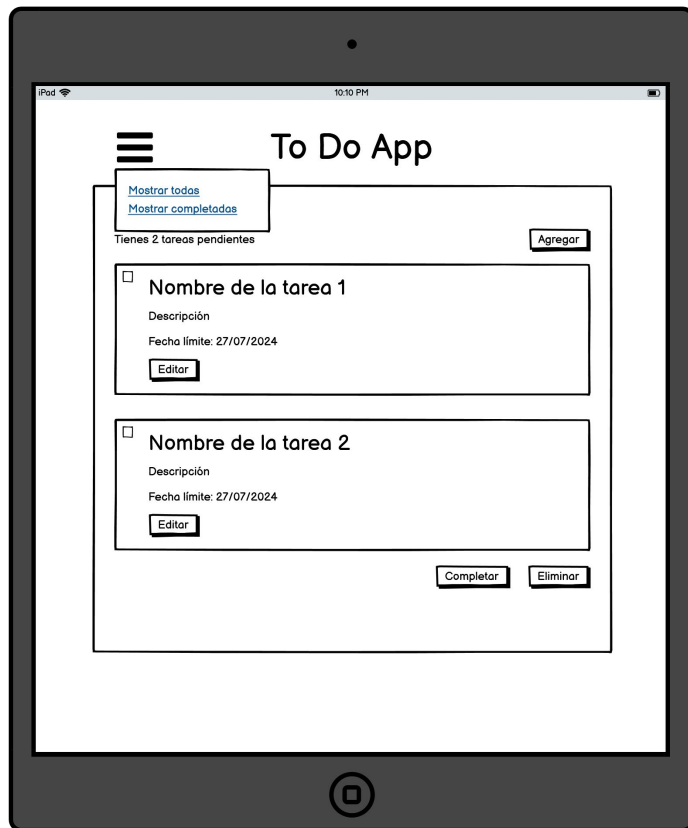 iPad
10:10 PM
To Do App
Mostrar todas
Mostrar completadas
Tienes 2 tareas pendientes
Agregar
Nombre de la tarea 1
Descripción
Fecha límite: 27/07/2024
Editar
Nombre de la tarea 2
Descripción
Fecha límite: 27/07/2024
Editar
Completar
Eliminar